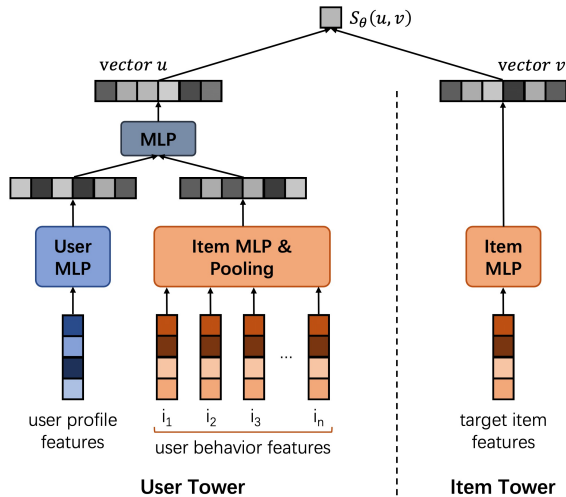 S_θ(u, v)
vector u
vector v
MLP
User
MLP
Item MLP &
Pooling
Item
MLP
...
i_1
i_2
i_3
i_n
user profile
features
user behavior features
target item
features
User Tower
Item Tower